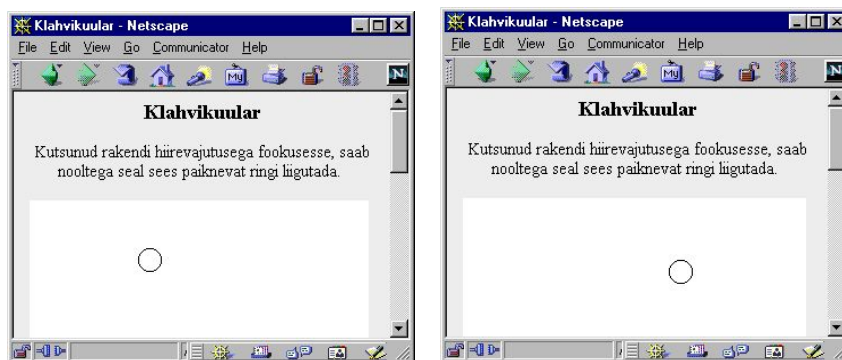 Klahvikuular - Netscape
File Edit View Go Communicator Help
My
N
Klahvikuular
Kutsunud rakendi hiirevajutusega fookusesse, saab
nooltega seal sees paiknevat ringi liigutada.
Klahvikuular - Netscape
File Edit View Go Communicator Help
My
N
Klahvikuular
Kutsunud rakendi hiirevajutusega fookusesse, saab
nooltega seal sees paiknevat ringi liigutada.